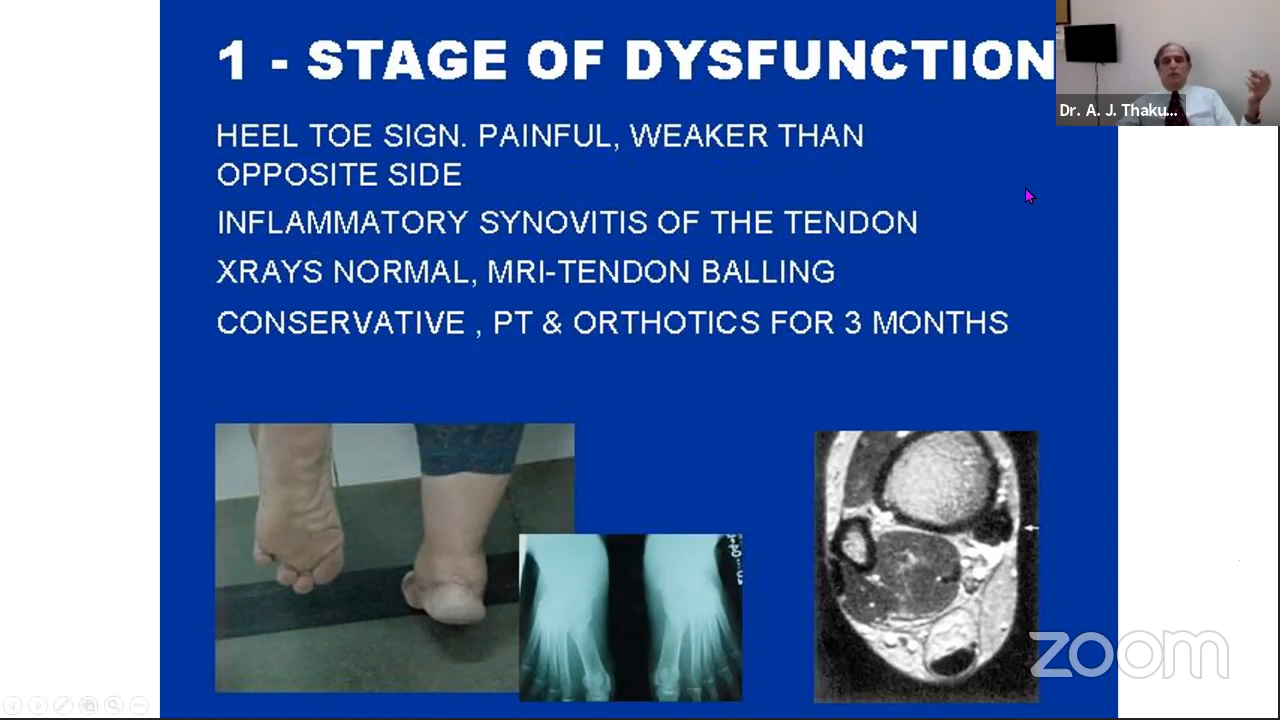 1 - STAGE OF DYSFUNCTION
HEEL TOE SIGN. PAINFUL, WEAKER THAN
OPPOSITE SIDE
INFLAMMATORY SYNOVITIS OF THE TENDON
XRAYS NORMAL, MRI-TENDON BALLING
CONSERVATIVE , PT & ORTHOTICS FOR 3 MONTHS
Dr. A. J. Thaku...
zoom